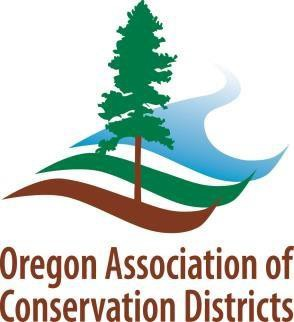 Oregon Association of
Conservation Districts